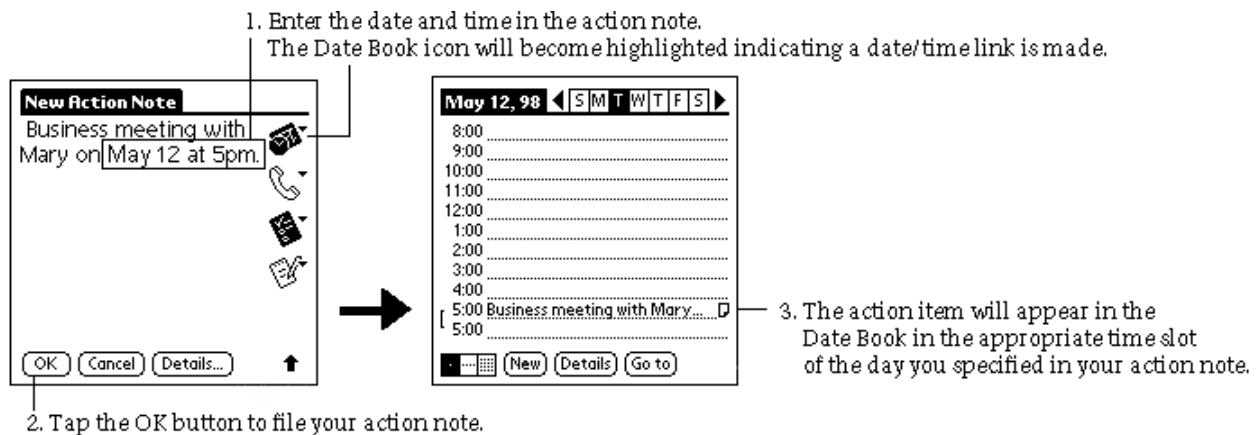 1. Enter the date and time in the action note.
The Date Book icon will become highlighted indicating a date/time link is made.
New Action Note
Business meeting with
Mary on May 12 at 5pm.
OK Cancel Details...
2. Tap the OK button to file your action note.
May 12, 98 S M T W T F S
8:00
9:00
10:00
11:00
12:00
1:00
2:00
3:00
4:00
5:00 Business meeting with Mary...
5:00
New Details Go to
3. The action item will appear in the
Date Book in the appropriate time slot
of the day you specified in your action note.